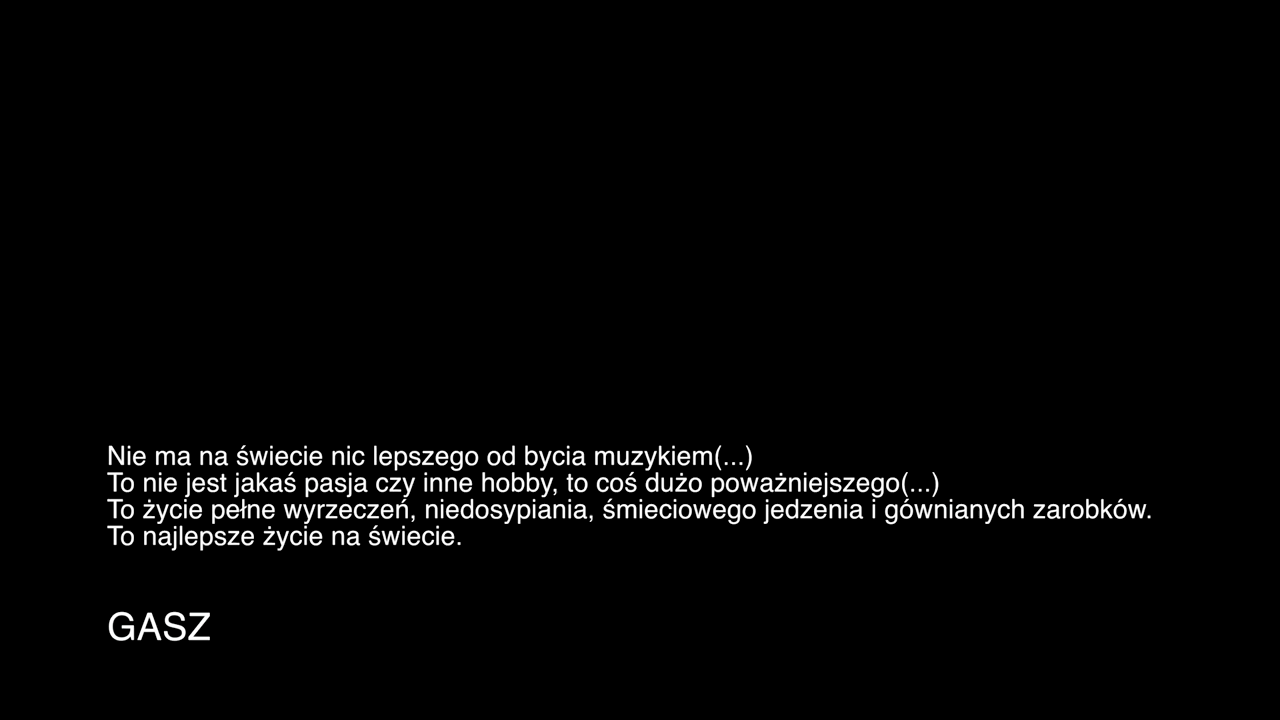 Nie ma na świecie nic lepszego od bycia muzykiem(...)
To nie jest jakaś pasja czy inne hobby, to coś dużo poważniejszego(...)
To życie pełne wyrzeczeń, niedosypiania, śmieciowego jedzenia i gównianych zarobków.
To najlepsze życie na świecie.
GASZ